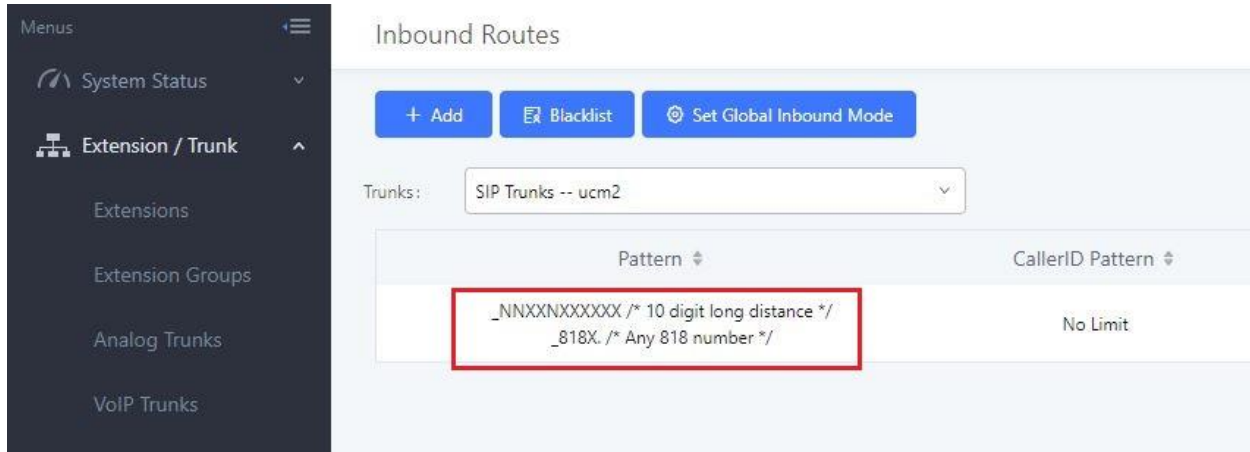 Menus
System Status
Extension / Trunk
Extensions
Extension Groups
Analog Trunks
VoIP Trunks
Inbound Routes
+ Add
Blacklist
Set Global Inbound Mode
Trunks:
SIP Trunks -- ucm2
Pattern
CallerID Pattern
_NNXXNXXXXXX /* 10 digit long distance */
_818X. /* Any 818 number */
No Limit